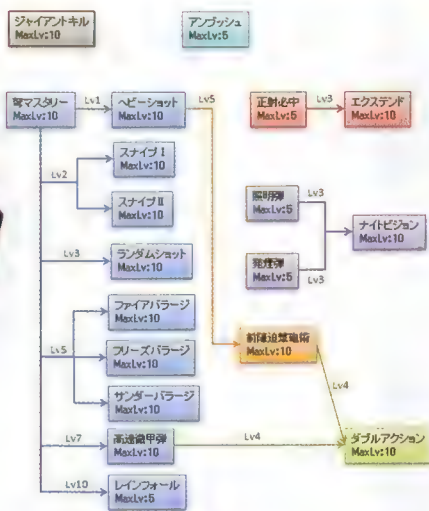 ジャイアントキル
MaxLv:10
アンブッシュ
MaxLv:5
弩マスタリー
MaxLv:10
Lv1
ヘビーショット
MaxLv:10
Lv5
正射必中
MaxLv:5
Lv3
エクステンド
MaxLv:10
Lv2
スナイプⅠ
MaxLv:10
スナイプⅡ
MaxLv:10
照明弾
MaxLv:5
Lv3
ナイトビジョン
MaxLv:10
発煙弾
MaxLv:5
Lv3
Lv3
ランダムショット
MaxLv:10
Lv5
ファイアバラージ
MaxLv:10
フリーズバラージ
MaxLv:10
サンダーバラージ
MaxLv:10
前陣迫撃砲術
MaxLv:10
Lv4
Lv7
高速徹甲弾
MaxLv:10
Lv4
ダブルアクション
MaxLv:10
Lv10
レインフォール
MaxLv:5